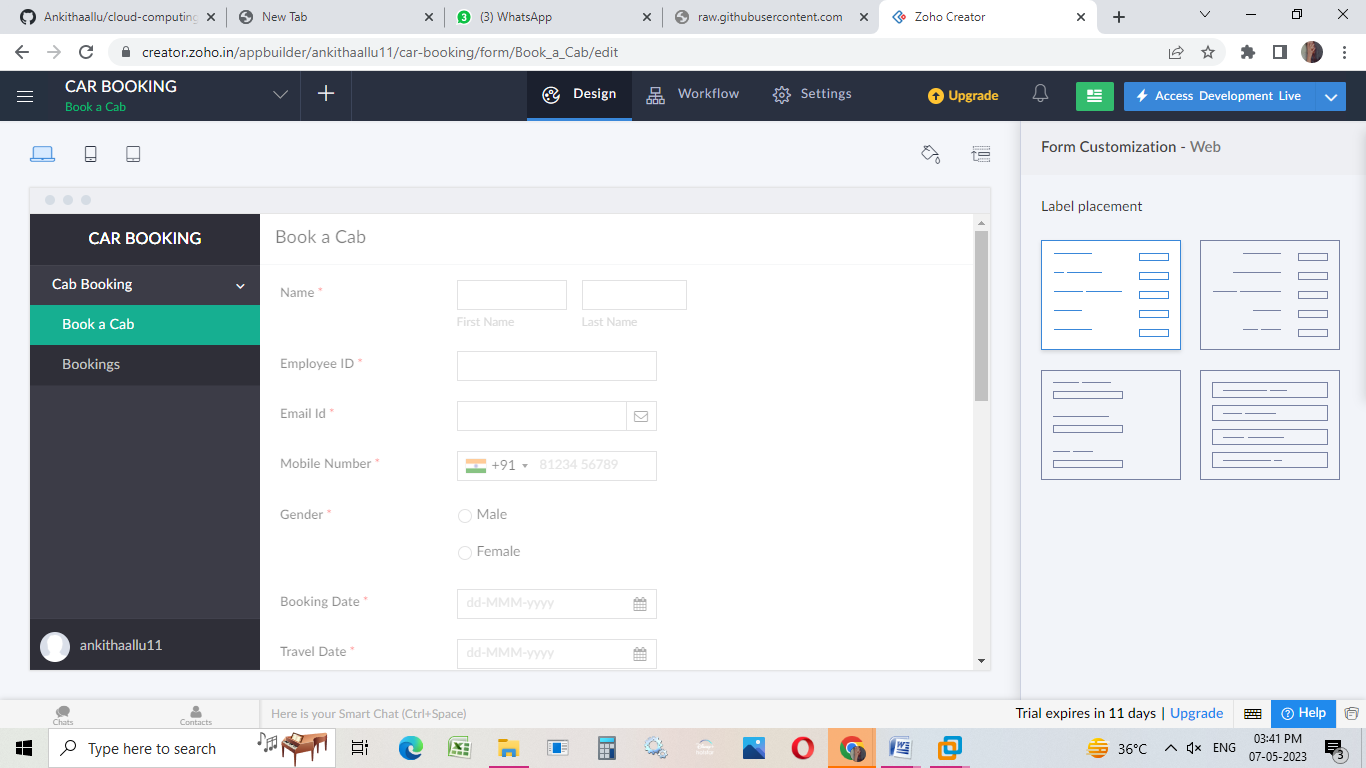 Ankithaallu/cloud-computing
New Tab
(3) WhatsApp
raw.githubusercontent.com
Zoho Creator
creator.zoho.in/appbuilder/ankithaallu11/car-booking/form/Book_a_Cab/edit
CAR BOOKING
Book a Cab
Design
Workflow
Settings
Upgrade
Access Development Live
Form Customization - Web
Label placement
CAR BOOKING
Cab Booking
Book a Cab
Bookings
ankithaallu11
Book a Cab
Name *
First Name
Last Name
Employee ID *
Email Id *
Mobile Number *
+91
81234 56789
Gender *
Male
Female
Booking Date *
dd-MMM-yyyy
Travel Date *
dd-MMM-yyyy
Chats
Contacts
Here is your Smart Chat (Ctrl+Space)
Trial expires in 11 days | Upgrade
Help
Type here to search
36°C
ENG
03:41 PM
07-05-2023
3